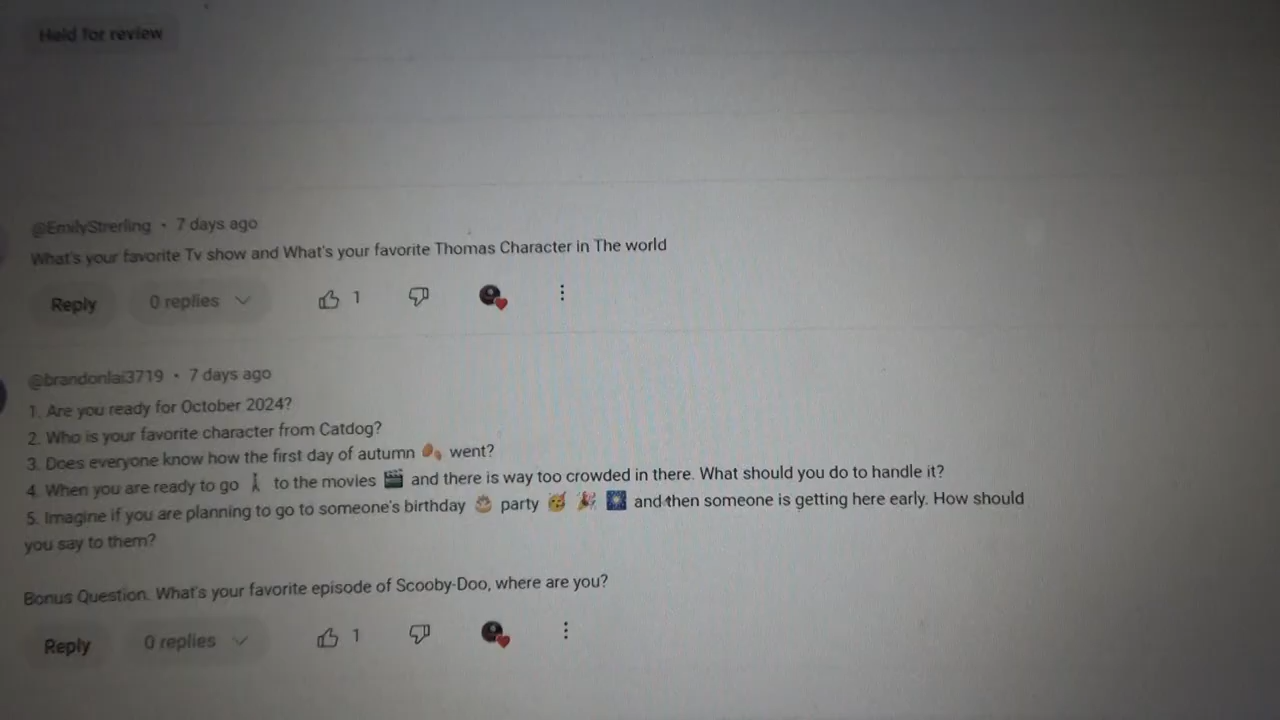 Held for review
@EmilyStrerling • 7 days ago
What's your favorite Tv show and What's your favorite Thomas Character in The world
Reply 0 replies 1
@brandonlai3719 • 7 days ago
1. Are you ready for October 2024?
2. Who is your favorite character from Catdog?
3. Does everyone know how the first day of autumn 🍂 went?
4. When you are ready to go 🚶 to the movies 🎬 and there is way too crowded in there. What should you do to handle it?
5. Imagine if you are planning to go to someone's birthday 🎂 party 🥳 🎉 🎆 and then someone is getting here early. How should
you say to them?
Bonus Question. What's your favorite episode of Scooby-Doo, where are you?
Reply 0 replies 1